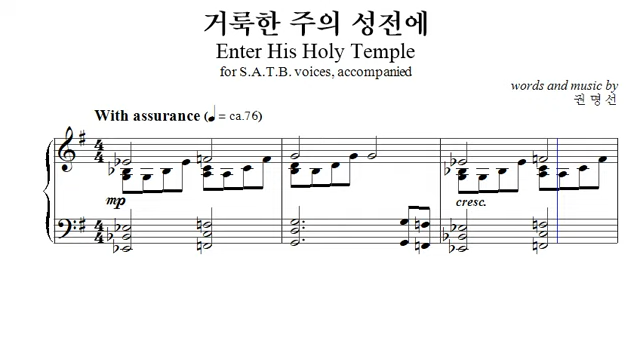 거룩한 주의 성전에
Enter His Holy Temple
for S.A.T.B. voices, accompanied
words and music by
권 명 선
With assurance (♩ = ca.76)
mp
cresc.